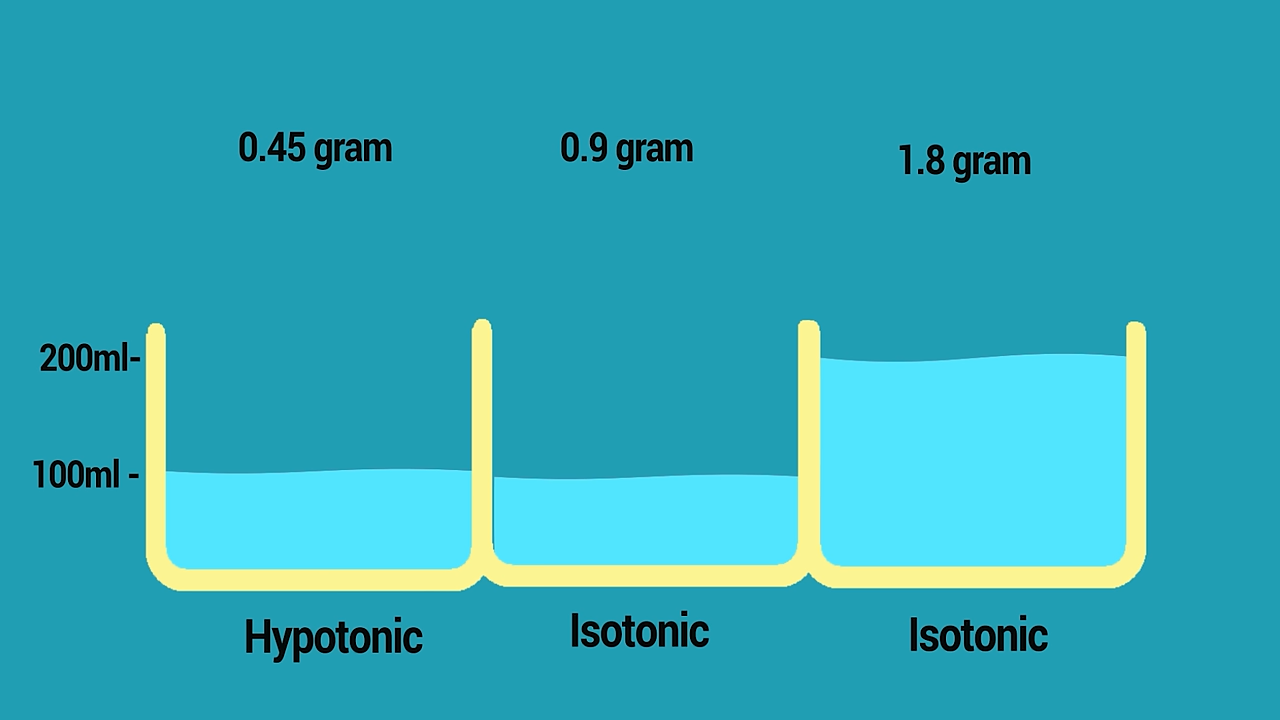 0.45 gram
0.9 gram
1.8 gram
200ml-
100ml -
Hypotonic
Isotonic
Isotonic